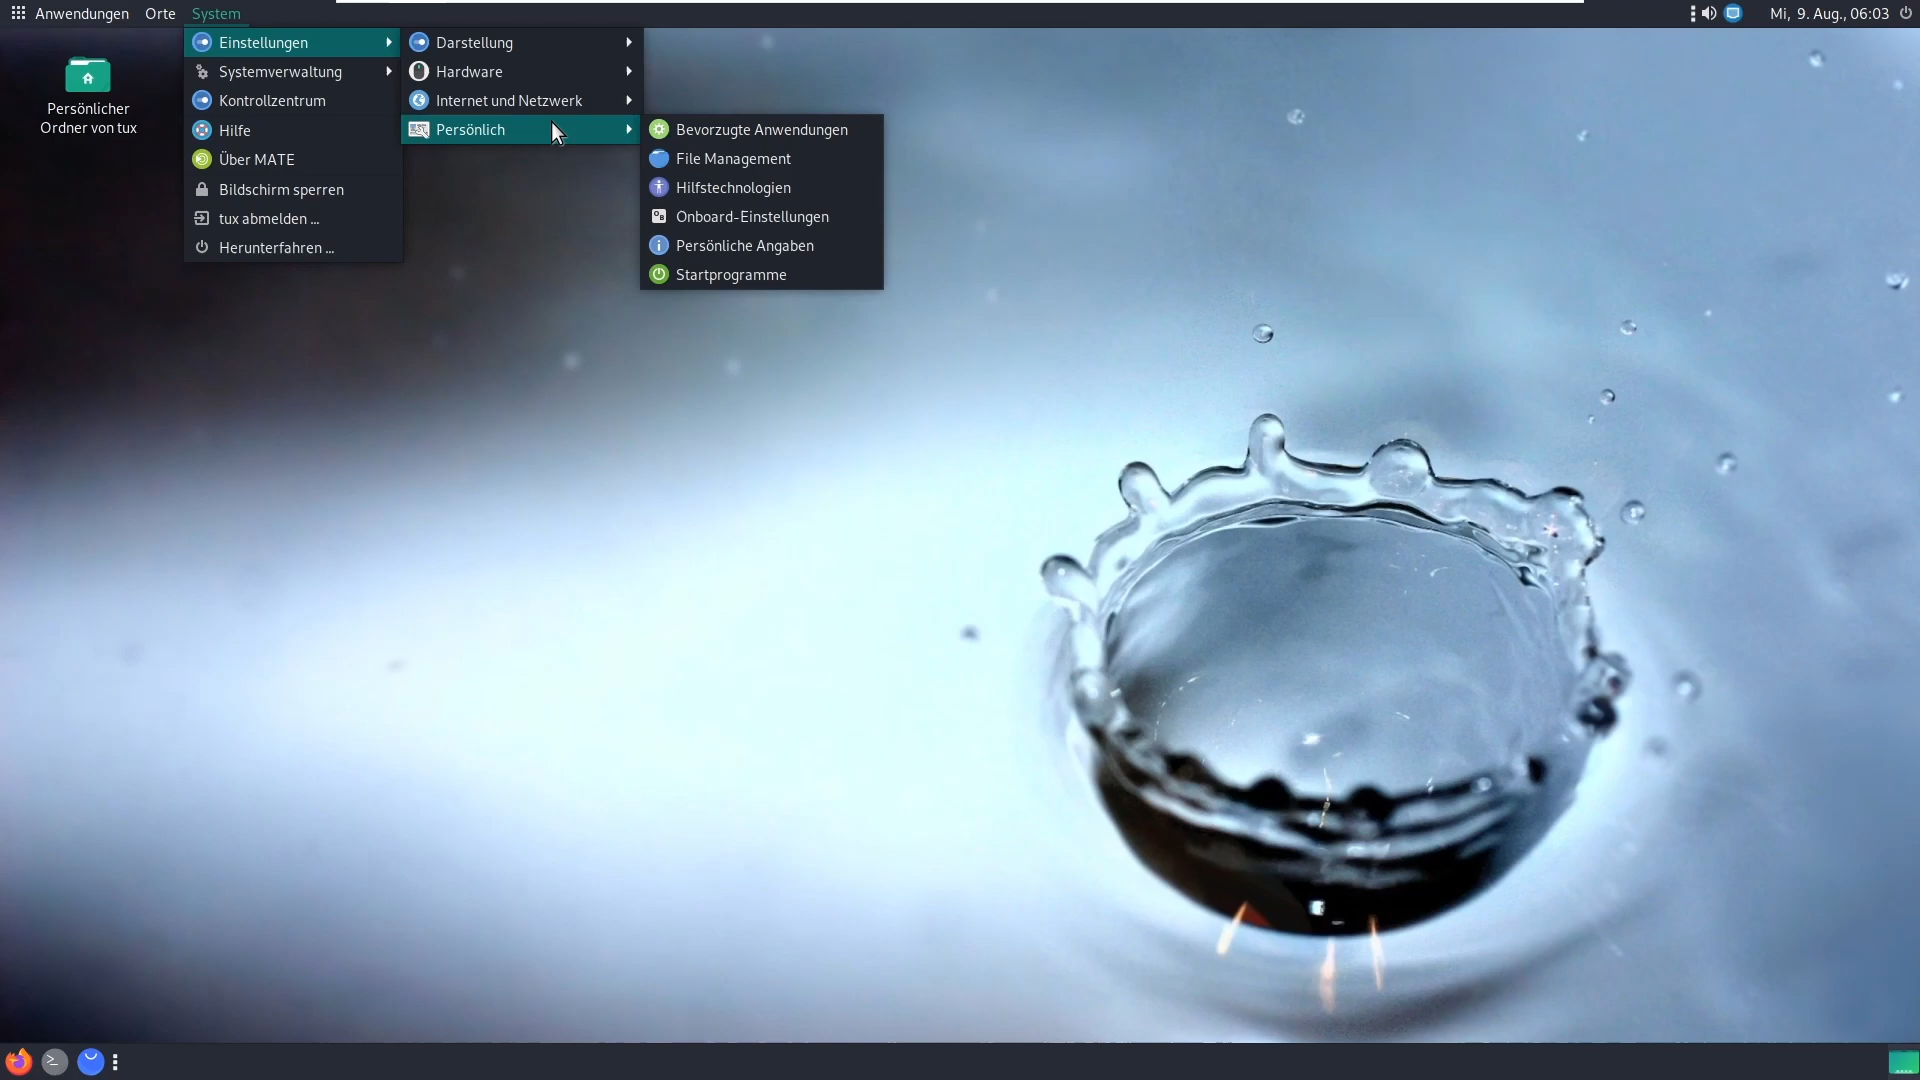 Anwendungen Orte System
Mi, 9. Aug., 06:03
Persönlicher
Ordner von tux
Einstellungen
Systemverwaltung
Kontrollzentrum
Hilfe
Über MATE
Bildschirm sperren
tux abmelden ...
Herunterfahren ...
Darstellung
Hardware
Internet und Netzwerk
Persönlich
Bevorzugte Anwendungen
File Management
Hilfstechnologien
Onboard-Einstellungen
Persönliche Angaben
Startprogramme